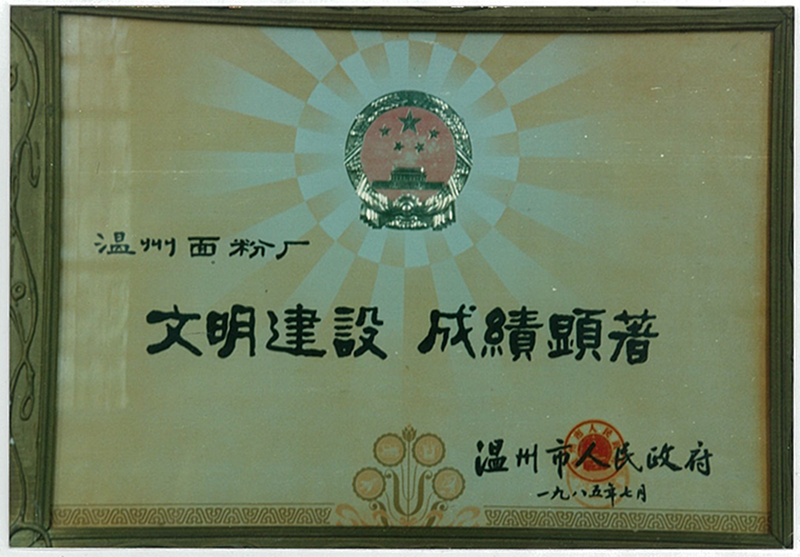 温州面粉厂
文明建設 成績顯著
温州市人民政府
一九八五年七月